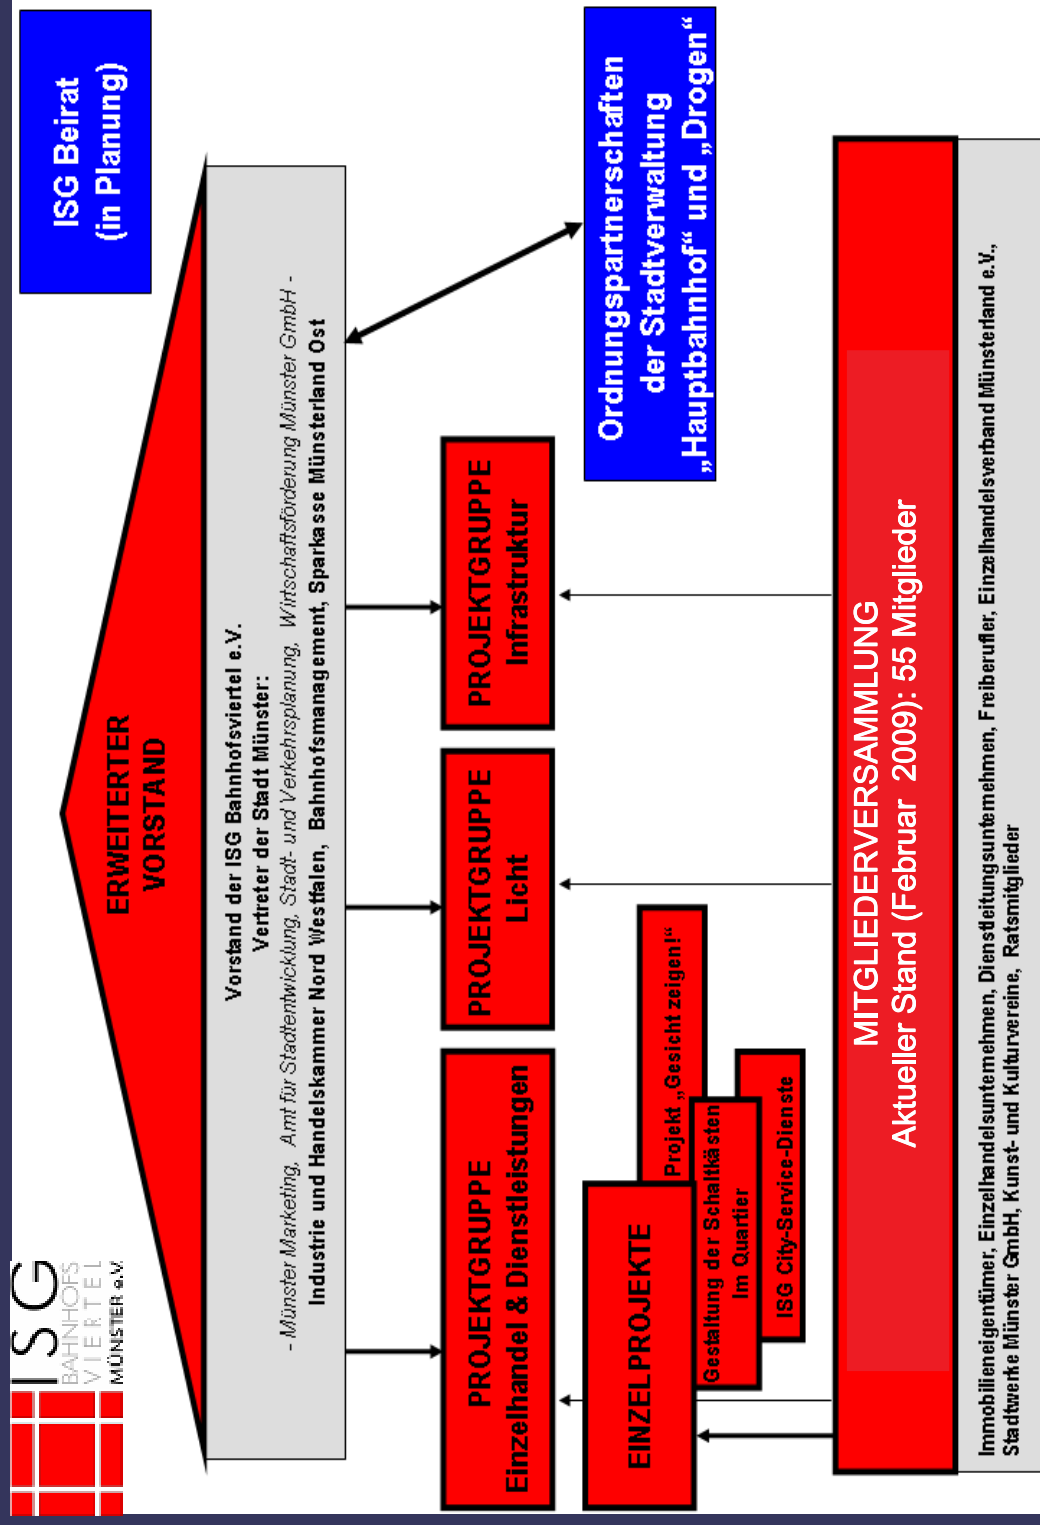 ISG
BAHNHOFS
VIERTEL
MÜNSTER e.V.
ISG Beirat
(in Planung)
ERWEITERTER
VORSTAND
Vorstand der ISG Bahnhofsviertel e.V.
Vertreter der Stadt Münster:
- Münster Marketing, Amt für Stadtentwicklung, Stadt- und Verkehrsplanung, Wirtschaftsförderung Münster GmbH -
Industrie und Handelskammer Nord Westfalen, Bahnhofsmanagement, Sparkasse Münsterland Ost
PROJEKTGRUPPE
Einzelhandel & Dienstleistungen
PROJEKTGRUPPE
Licht
PROJEKTGRUPPE
Infrastruktur
Ordnungspartnerschaften
der Stadtverwaltung
„Hauptbahnhof“ und „Drogen“
EINZELPROJEKTE
Projekt „Gesicht zeigen!“
Gestaltung der Schaltkästen
Im Quartier
ISG City-Service-Dienste
MITGLIEDERVERSAMMLUNG
Aktueller Stand (Februar 2009): 55 Mitglieder
Immobilieneigentümer, Einzelhandelsunternehmen, Dienstleitungsunternehmen, Freiberufler, Einzelhandelsverband Münsterland e.V.,
Stadtwerke Münster GmbH, Kunst- und Kulturvereine, Ratsmitglieder